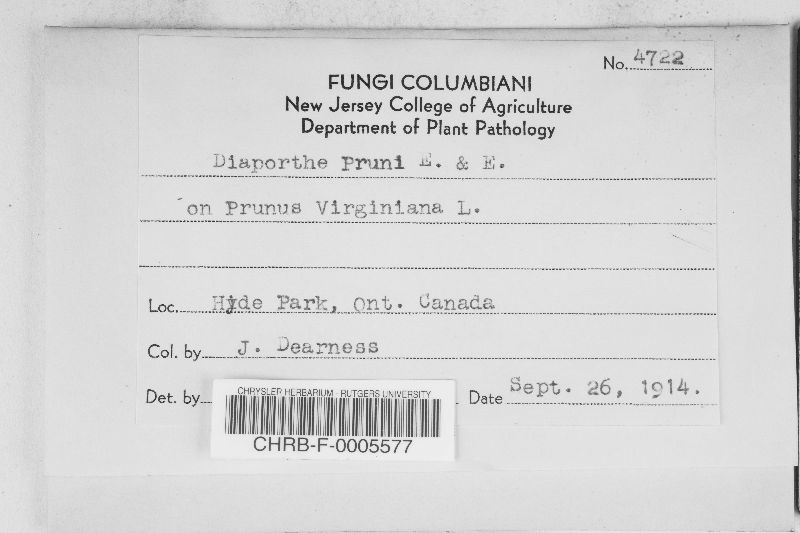 No. 4722
FUNGI COLUMBIANI
New Jersey College of Agriculture
Department of Plant Pathology
Diaporthe Pruni E. & E.
on Prunus Virginiana L.
Loc. Hyde Park, Ont. Canada
Col. by J. Dearness
Det. by
Date Sept. 26, 1914.
CHRYSLER HERBARIUM - RUTGERS UNIVERSITY
CHRB-F-0005577